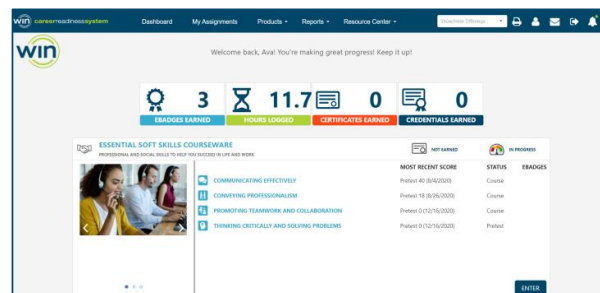 win careerreadinesssystem Dashboard My Assignments Products Reports Resource Center Show/Hide Offerings
win
Welcome back, Ava! You're making great progress! Keep it up!
3 11.7 0 0
EBADGES EARNED HOURS LOGGED CERTIFICATES EARNED CREDENTIALS EARNED
ESSENTIAL SOFT SKILLS COURSEWARE NOT EARNED IN PROGRESS
PROFESSIONAL AND SOCIAL SKILLS TO HELP YOU SUCCEED IN LIFE AND WORK
MOST RECENT SCORE STATUS EBADGES
COMMUNICATING EFFECTIVELY Pretest 40 (8/4/2020) Course
CONVEYING PROFESSIONALISM Pretest 18 (8/26/2020) Course
PROMOTING TEAMWORK AND COLLABORATION Pretest 0 (12/16/2020) Course
THINKING CRITICALLY AND SOLVING PROBLEMS Pretest 0 (12/16/2020) Pretest
ENTER